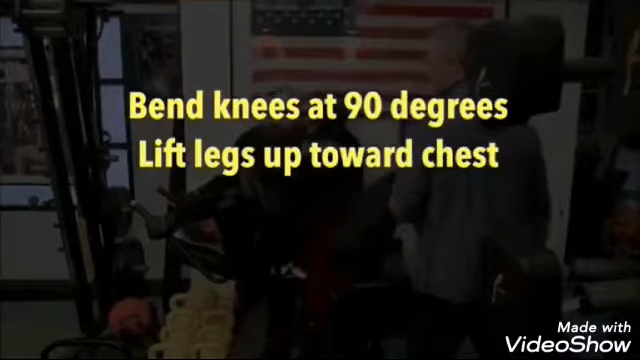 Bend knees at 90 degrees
Lift legs up toward chest
Made with
VideoShow